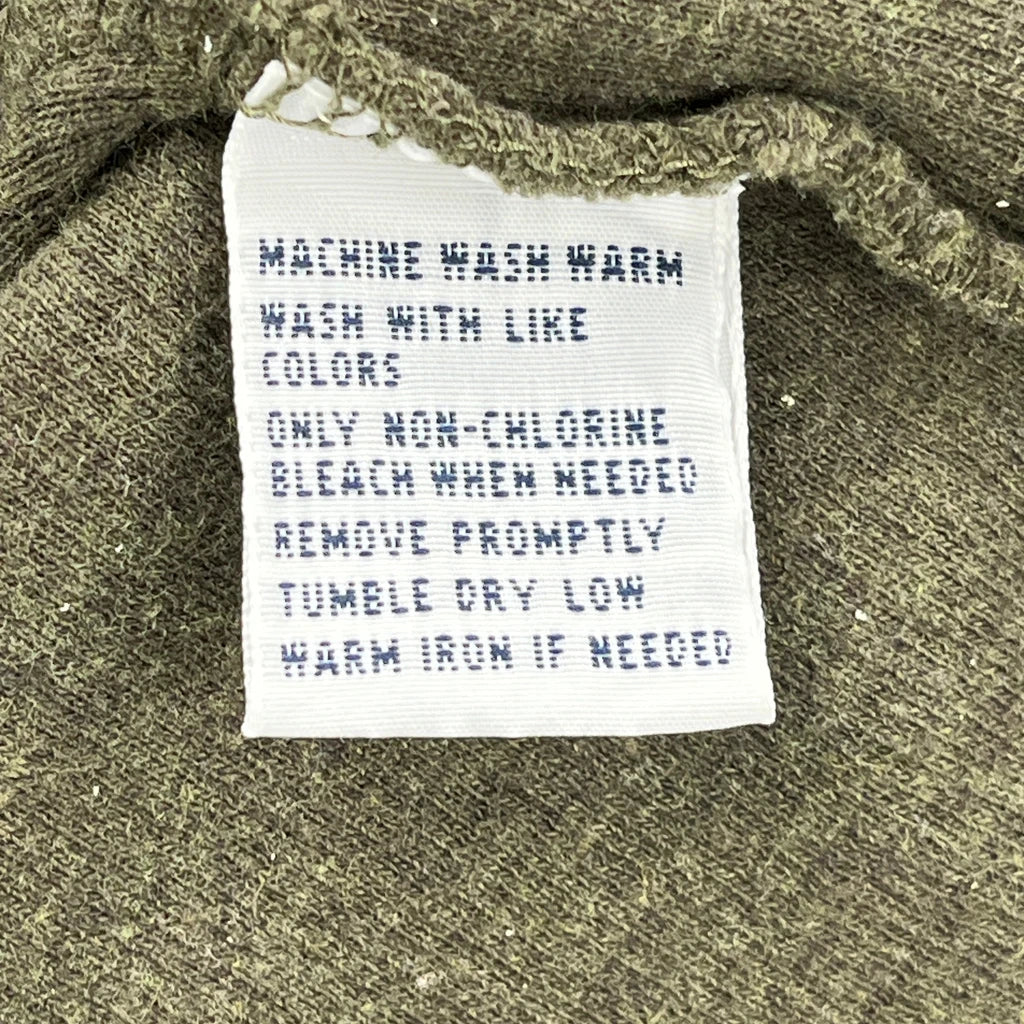 MACHINE WASH WARM
WASH WITH LIKE
COLORS
ONLY NON-CHLORINE
BLEACH WHEN NEEDED
REMOVE PROMPTLY
TUMBLE DRY LOW
WARM IRON IF NEEDED